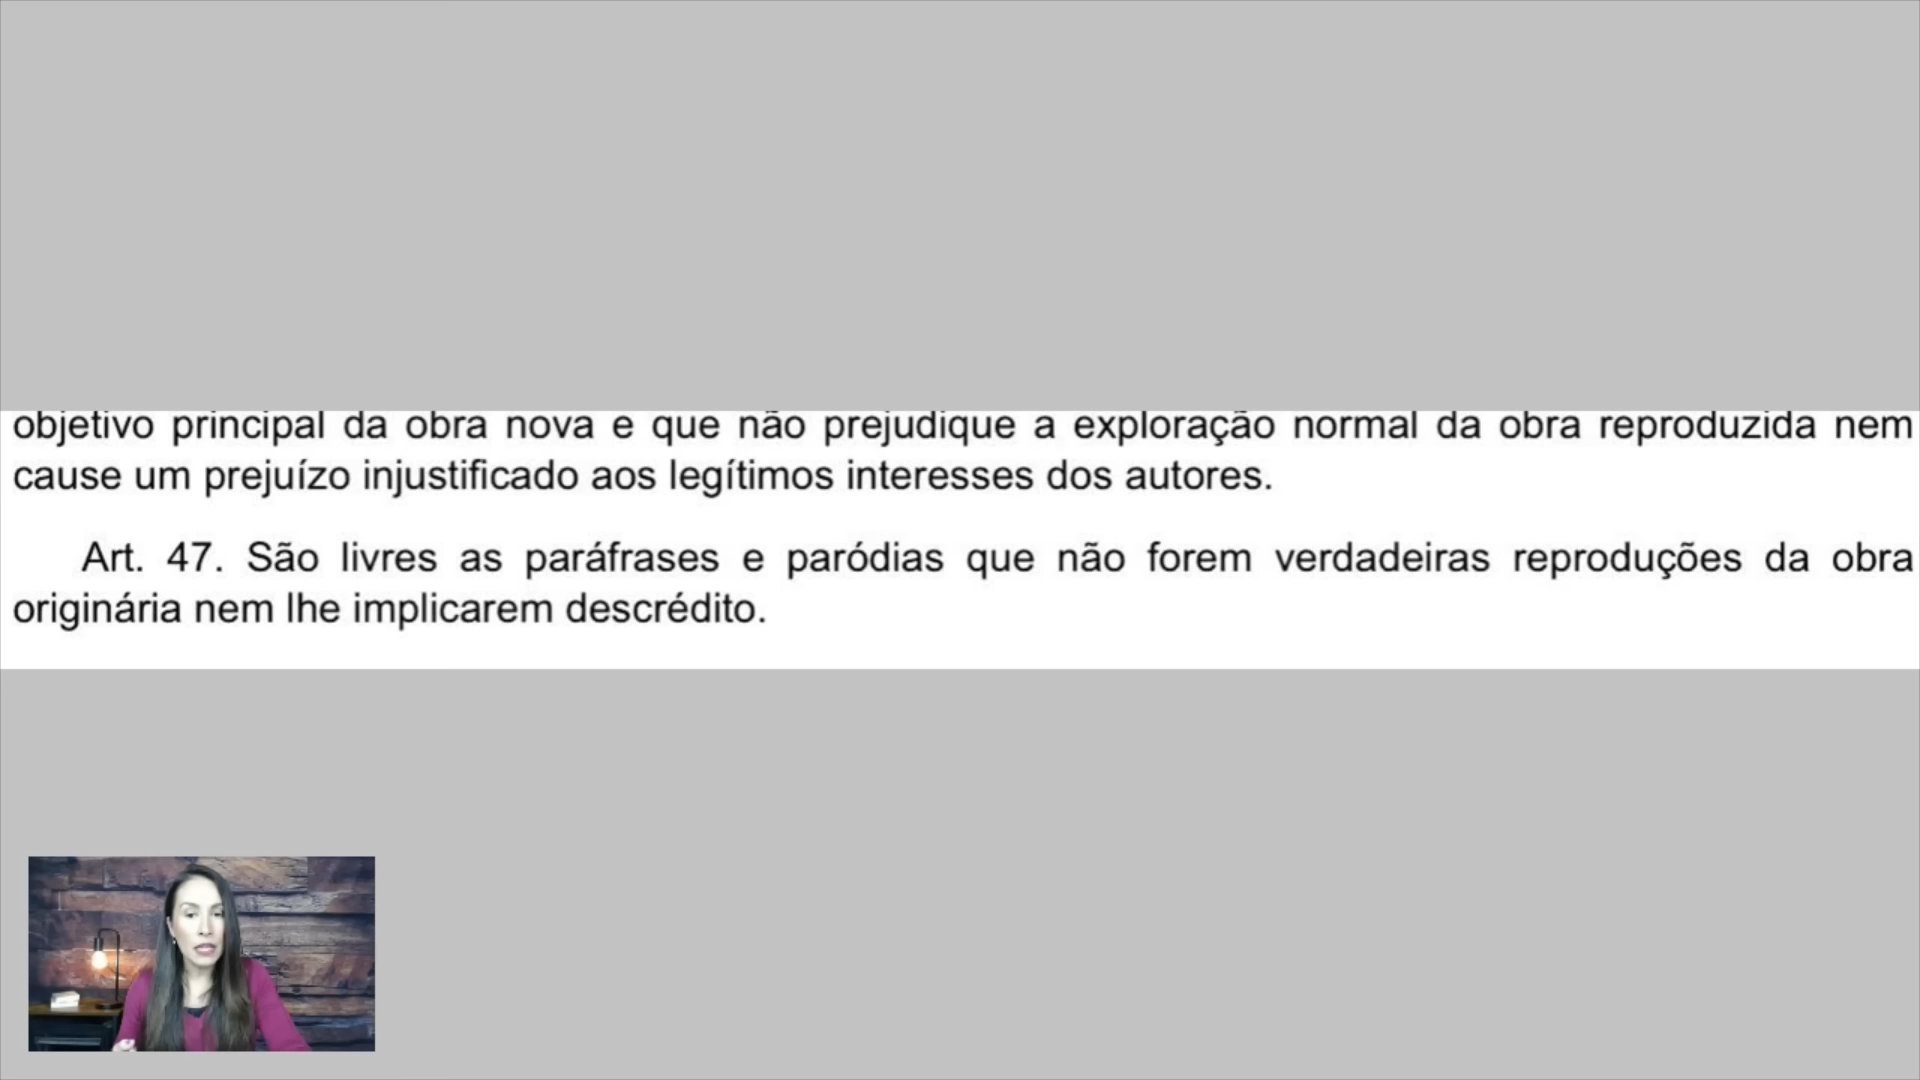 objetivo principal da obra nova e que não prejudique a exploração normal da obra reproduzida nem
cause um prejuízo injustificado aos legítimos interesses dos autores.
Art. 47. São livres as paráfrases e paródias que não forem verdadeiras reproduções da obra
originária nem lhe implicarem descrédito.